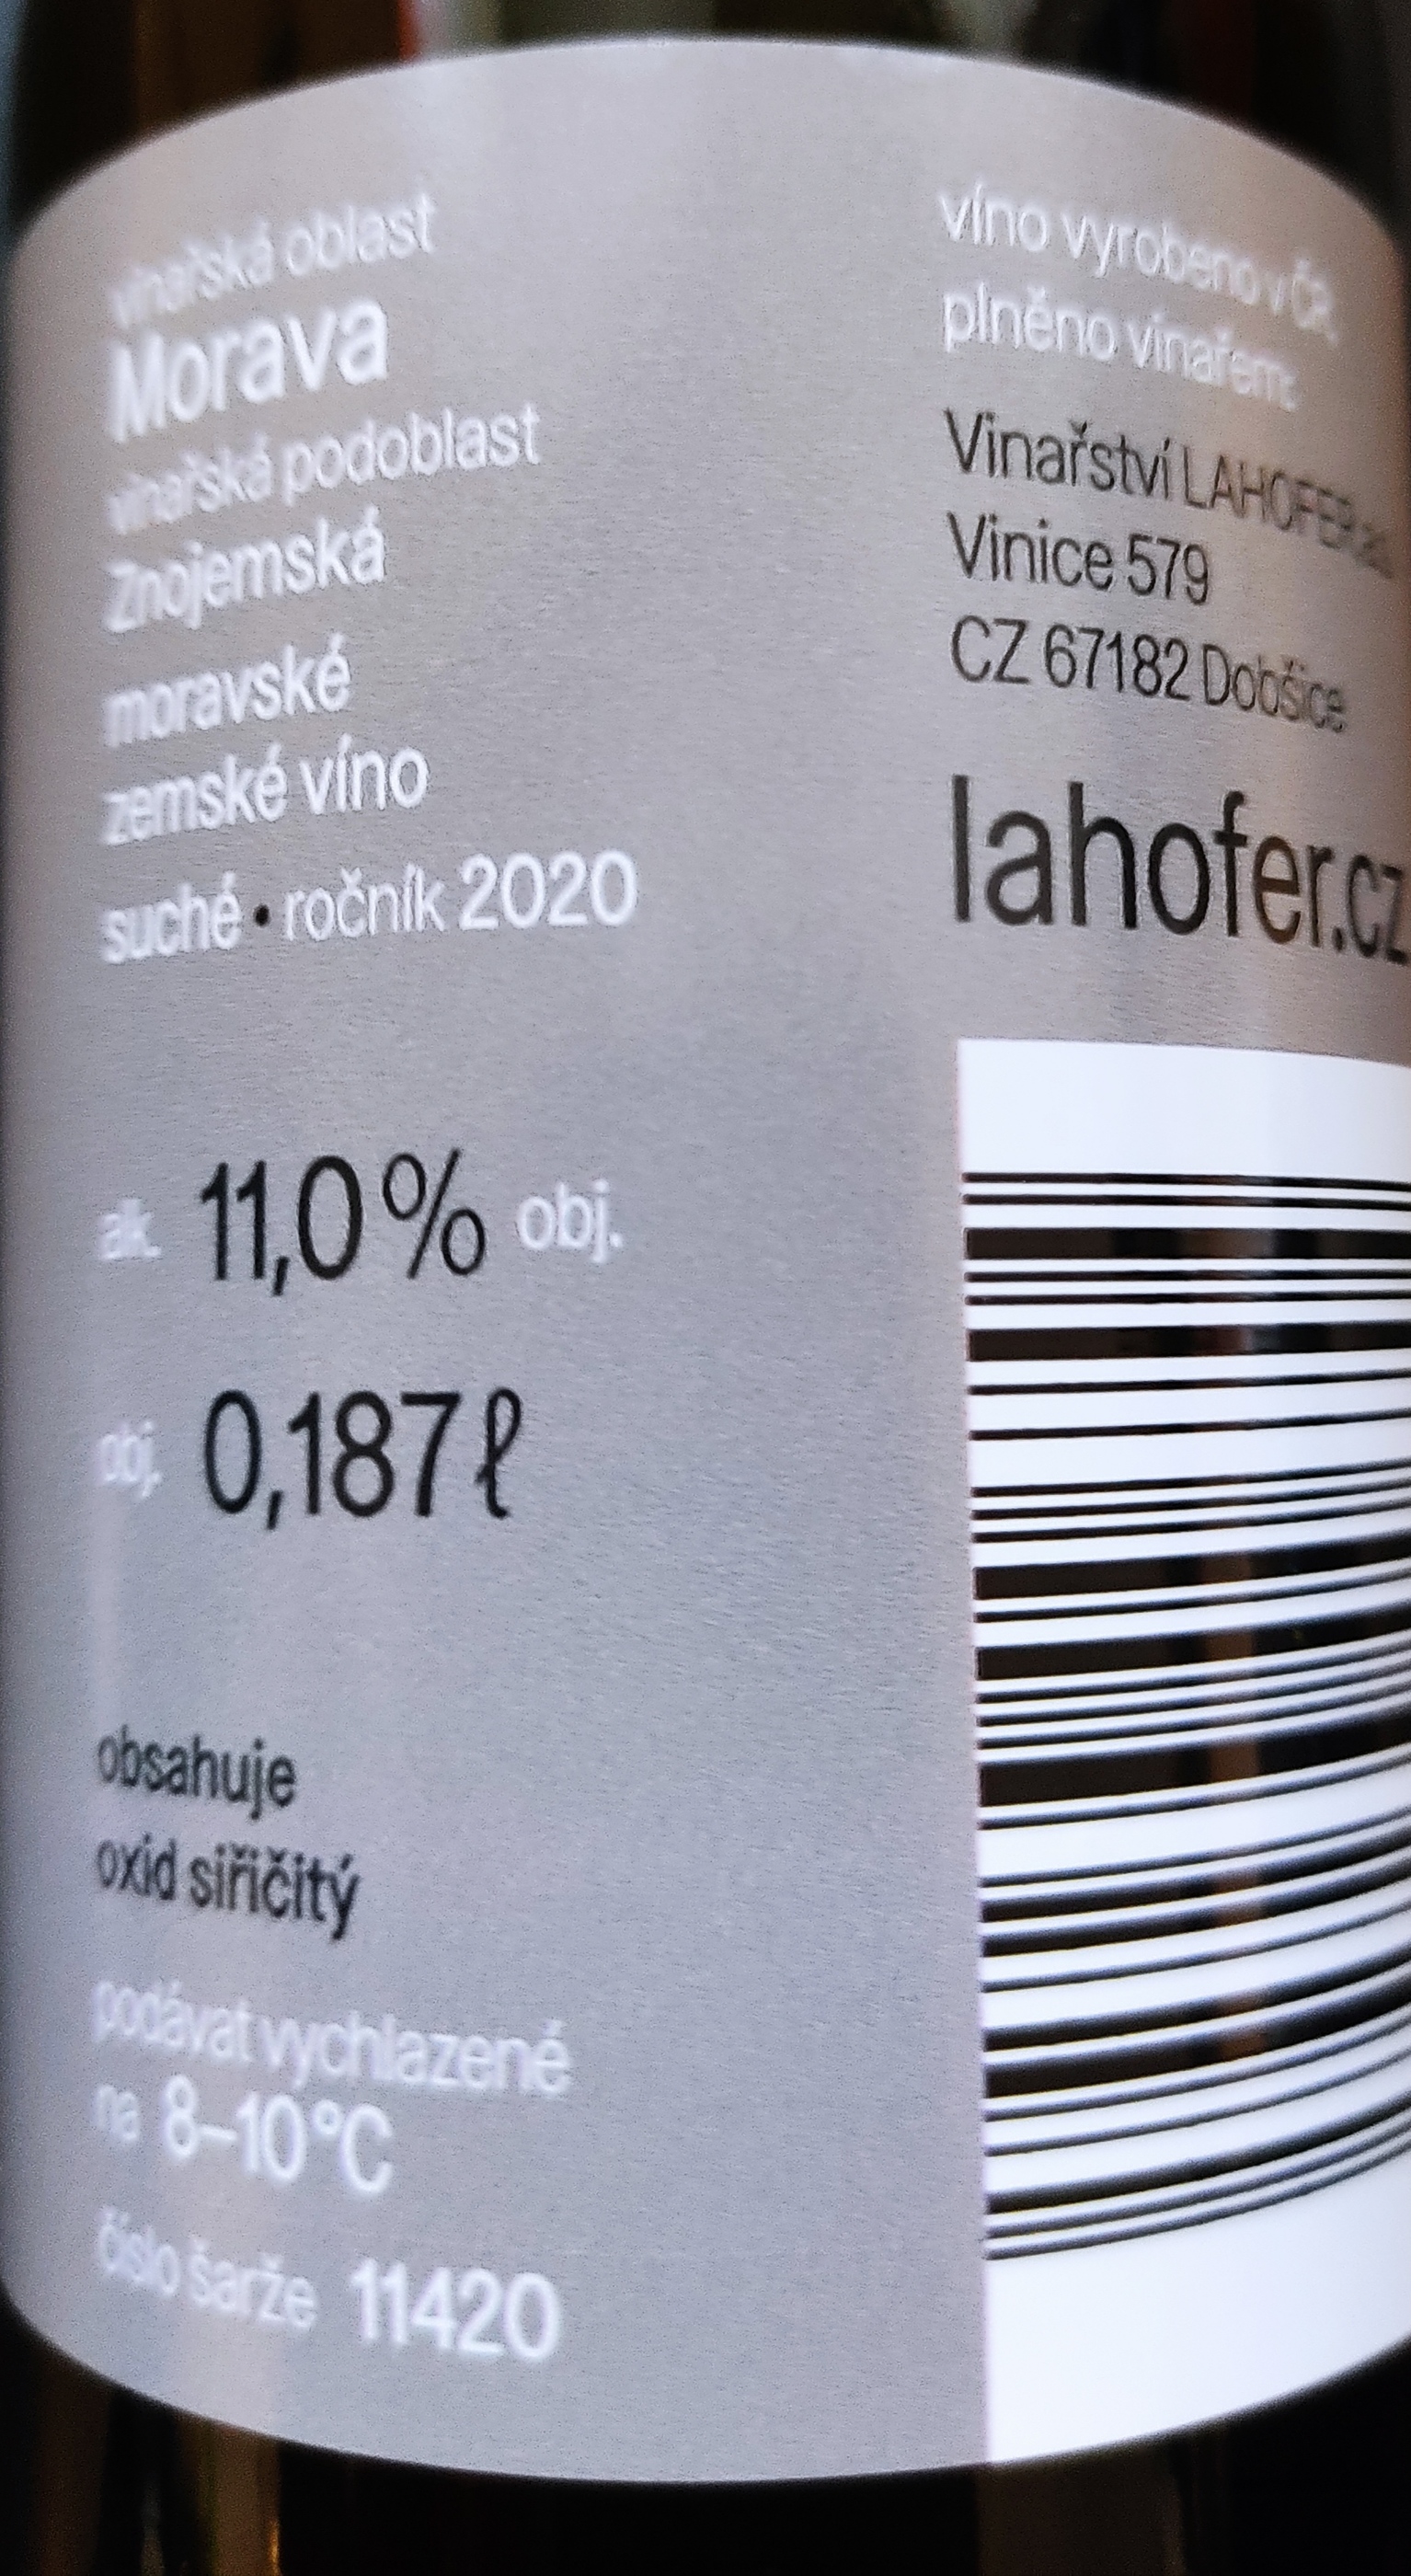 vinařská oblast
Morava
vinařská podoblast
Znojemská
moravské
zemské víno
suché • ročník 2020
alk. 11,0 % obj.
obj. 0,187 ℓ
obsahuje
oxid siřičitý
podávat vychlazené
na 8–10 °C
číslo šarže 11420
víno vyrobeno v ČR,
plněno vinařem:
Vinařství LAHOFER
Vinice 579
CZ 67182 Dobšice
lahofer.cz